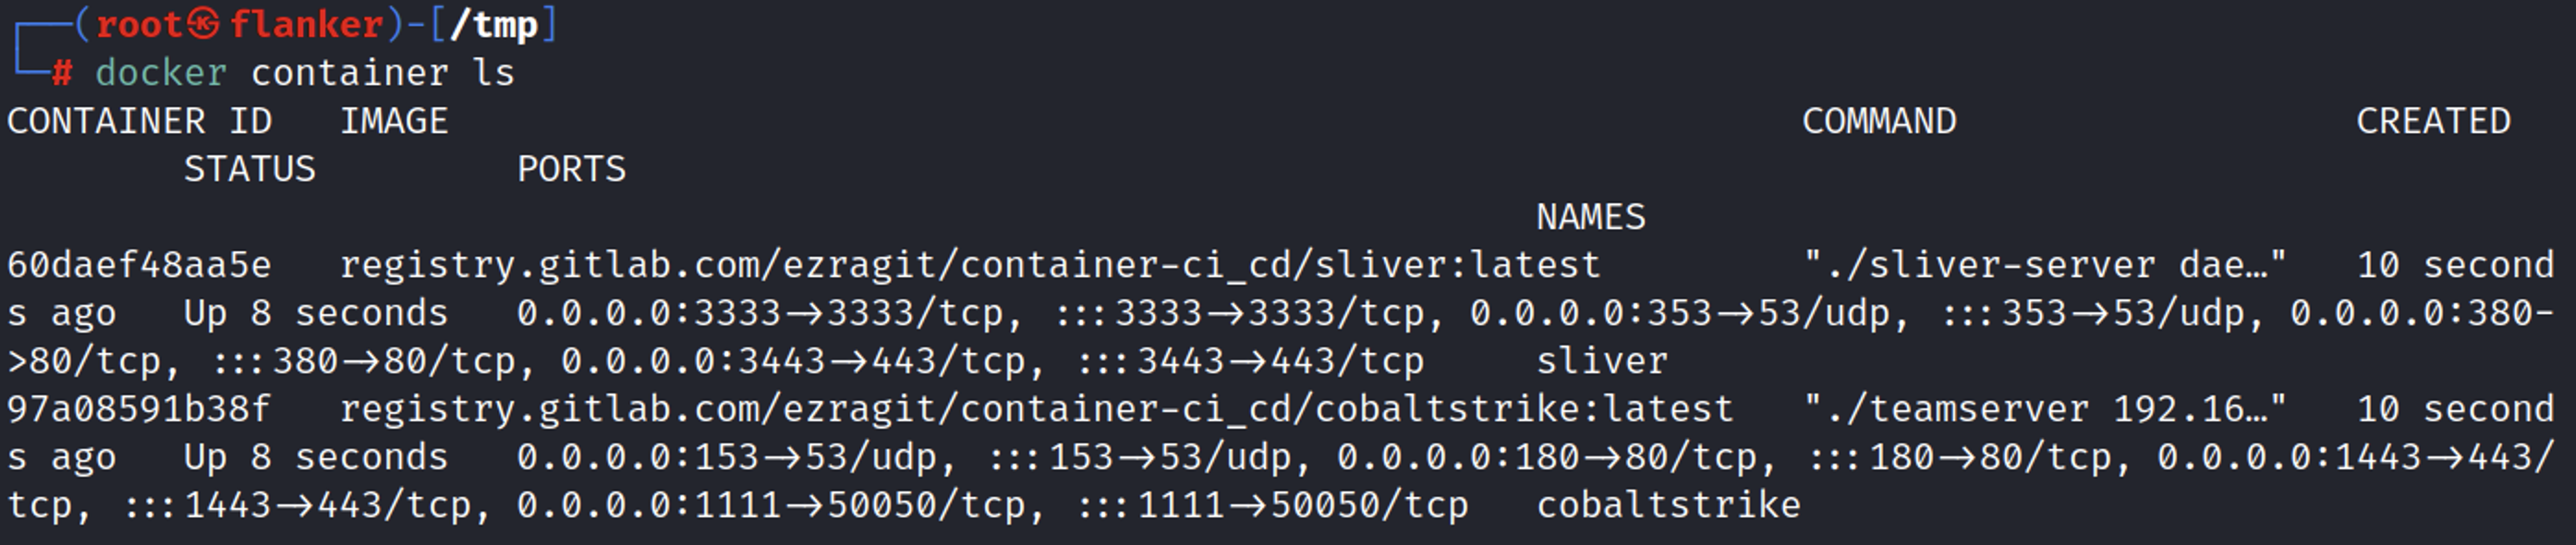 ┌──(root㉿flanker)-[/tmp]
└─# docker container ls
CONTAINER ID   IMAGE                                                              COMMAND                  CREATED
        STATUS         PORTS
                                                                      NAMES
60daef48aa5e   registry.gitlab.com/ezragit/container-ci_cd/sliver:latest         "./sliver-server dae…"   10 second
s ago   Up 8 seconds   0.0.0.0:3333->3333/tcp, :::3333->3333/tcp, 0.0.0.0:353->53/udp, :::353->53/udp, 0.0.0.0:380-
>80/tcp, :::380->80/tcp, 0.0.0.0:3443->443/tcp, :::3443->443/tcp     sliver
97a08591b38f   registry.gitlab.com/ezragit/container-ci_cd/cobaltstrike:latest   "./teamserver 192.16…"   10 second
s ago   Up 8 seconds   0.0.0.0:153->53/udp, :::153->53/udp, 0.0.0.0:180->80/tcp, :::180->80/tcp, 0.0.0.0:1443->443/
tcp, :::1443->443/tcp, 0.0.0.0:1111->50050/tcp, :::1111->50050/tcp   cobaltstrike